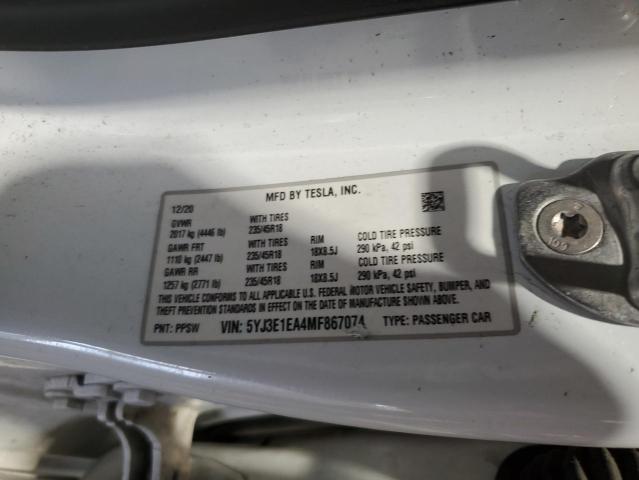 MFD BY TESLA, INC.
12/20
GVWR WITH TIRES
2017 kg (4446 lb) 235/45R18 RIM COLD TIRE PRESSURE
GAWR FRT WITH TIRES 18X8.5J 290 kPa, 42 psi
1110 kg (2447 lb) 235/45R18 RIM COLD TIRE PRESSURE
GAWR RR WITH TIRES 18X8.5J 290 kPa, 42 psi
1257 kg (2771 lb) 235/45R18
THIS VEHICLE CONFORMS TO ALL FEDERAL MOTOR VEHICLE SAFETY, BUMPER, AND
THEFT PREVENTION STANDARDS IN EFFECT ON THE DATE OF MANUFACTURE SHOWN ABOVE.
PNT: PPSW VIN: 5YJ3E1EA4MF867074 TYPE: PASSENGER CAR